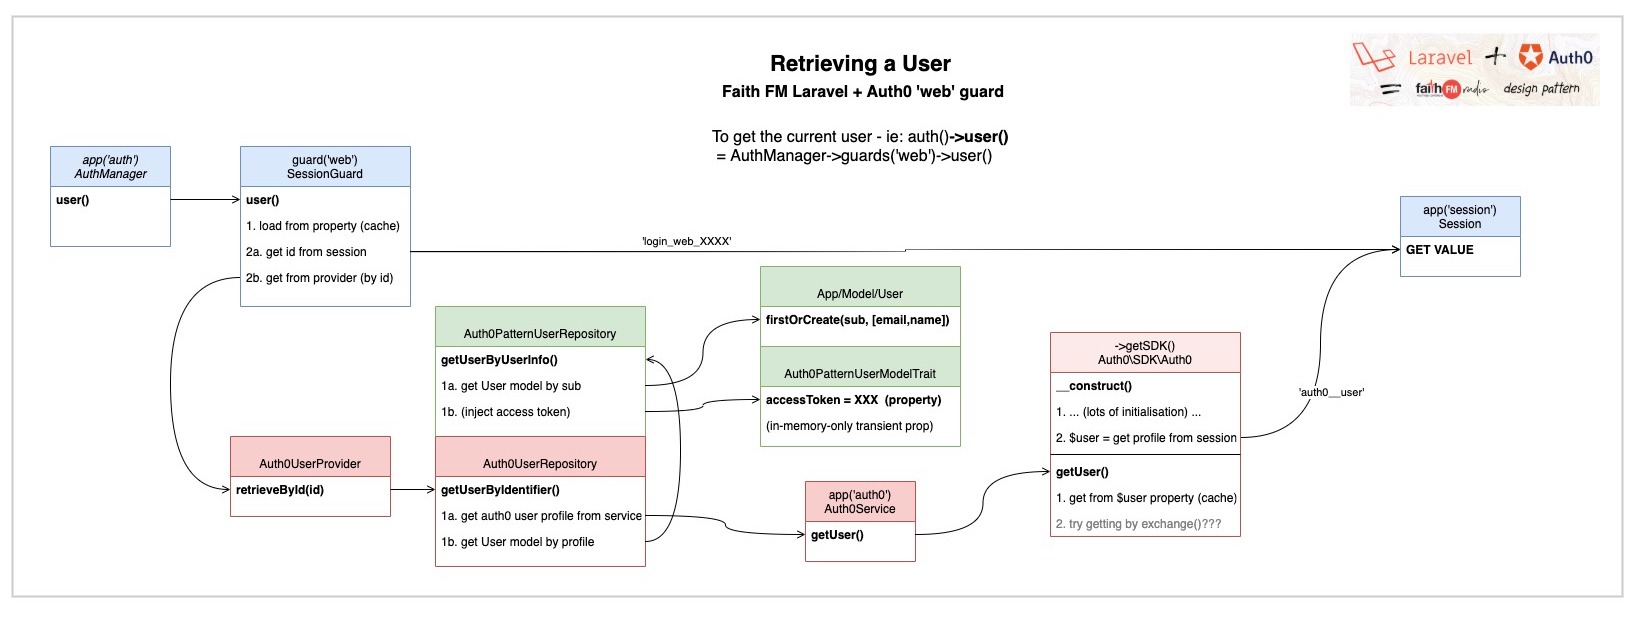 Retrieving a User
Faith FM Laravel + Auth0 'web' guard
Laravel + Auth0
= faith FM radio design pattern
To get the current user - ie: auth()->user()
= AuthManager->guards('web')->user()
app('auth')
AuthManager
user()
guard('web')
SessionGuard
user()
1. load from property (cache)
2a. get id from session
2b. get from provider (by id)
'login_web_XXXX'
app('session')
Session
GET VALUE
App/Model/User
firstOrCreate(sub, [email,name])
Auth0PatternUserModelTrait
accessToken = XXX (property)
(in-memory-only transient prop)
Auth0PatternUserRepository
getUserByUserInfo()
1a. get User model by sub
1b. (inject access token)
Auth0UserProvider
retrieveById(id)
Auth0UserRepository
getUserByIdentifier()
1a. get auth0 user profile from service
1b. get User model by profile
app('auth0')
Auth0Service
getUser()
->getSDK()
Auth0\SDK\Auth0
__construct()
1. ... (lots of initialisation) ...
2. $user = get profile from session
getUser()
1. get from $user property (cache)
2. try getting by exchange()???
'auth0__user'